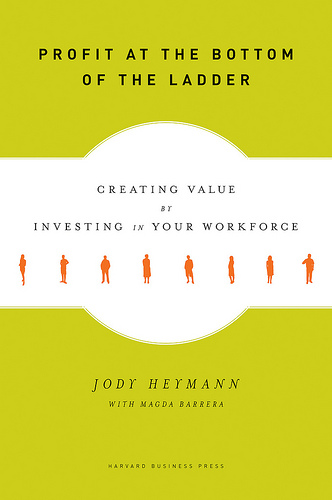 PROFIT AT THE BOTTOM
OF THE LADDER
CREATING VALUE
BY
INVESTING IN YOUR WORKFORCE
JODY HEYMANN
WITH MAGDA BARRERA
HARVARD BUSINESS PRESS